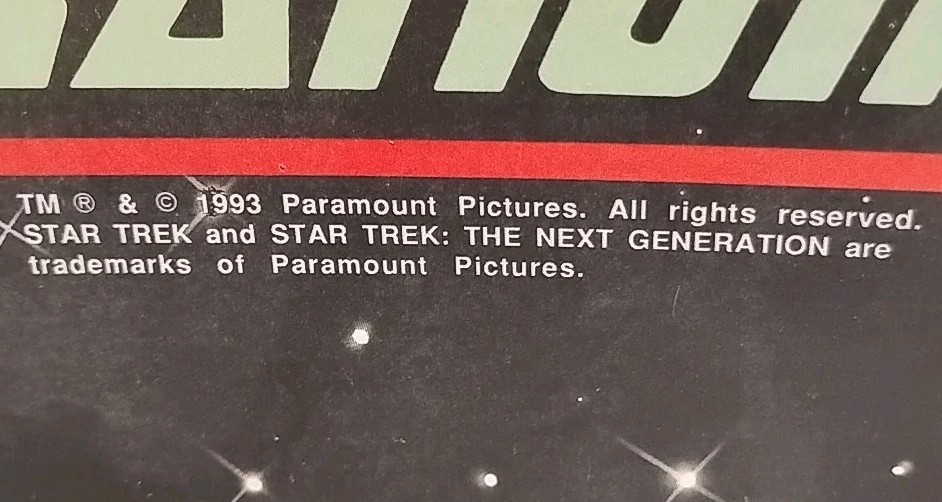 TM ® & © 1993 Paramount Pictures. All rights reserved.
STAR TREK and STAR TREK: THE NEXT GENERATION are
trademarks of Paramount Pictures.